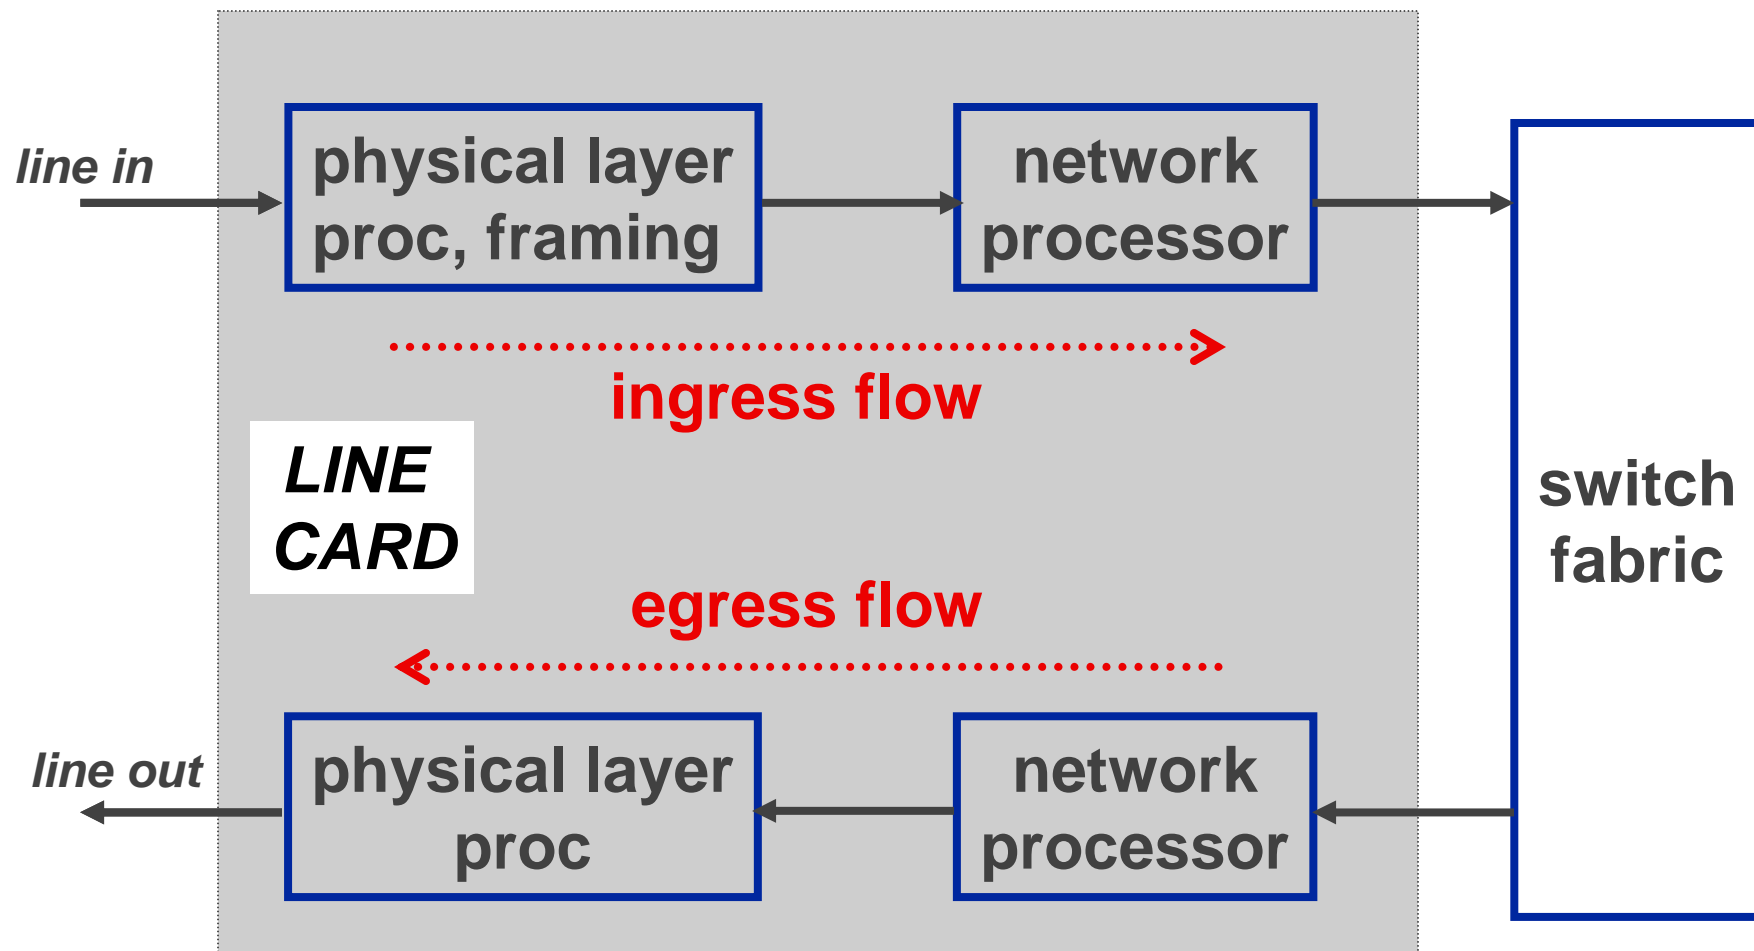 line in
physical layer
proc, framing
network
processor
ingress flow
LINE
CARD
switch
fabric
egress flow
line out
physical layer
proc
network
processor